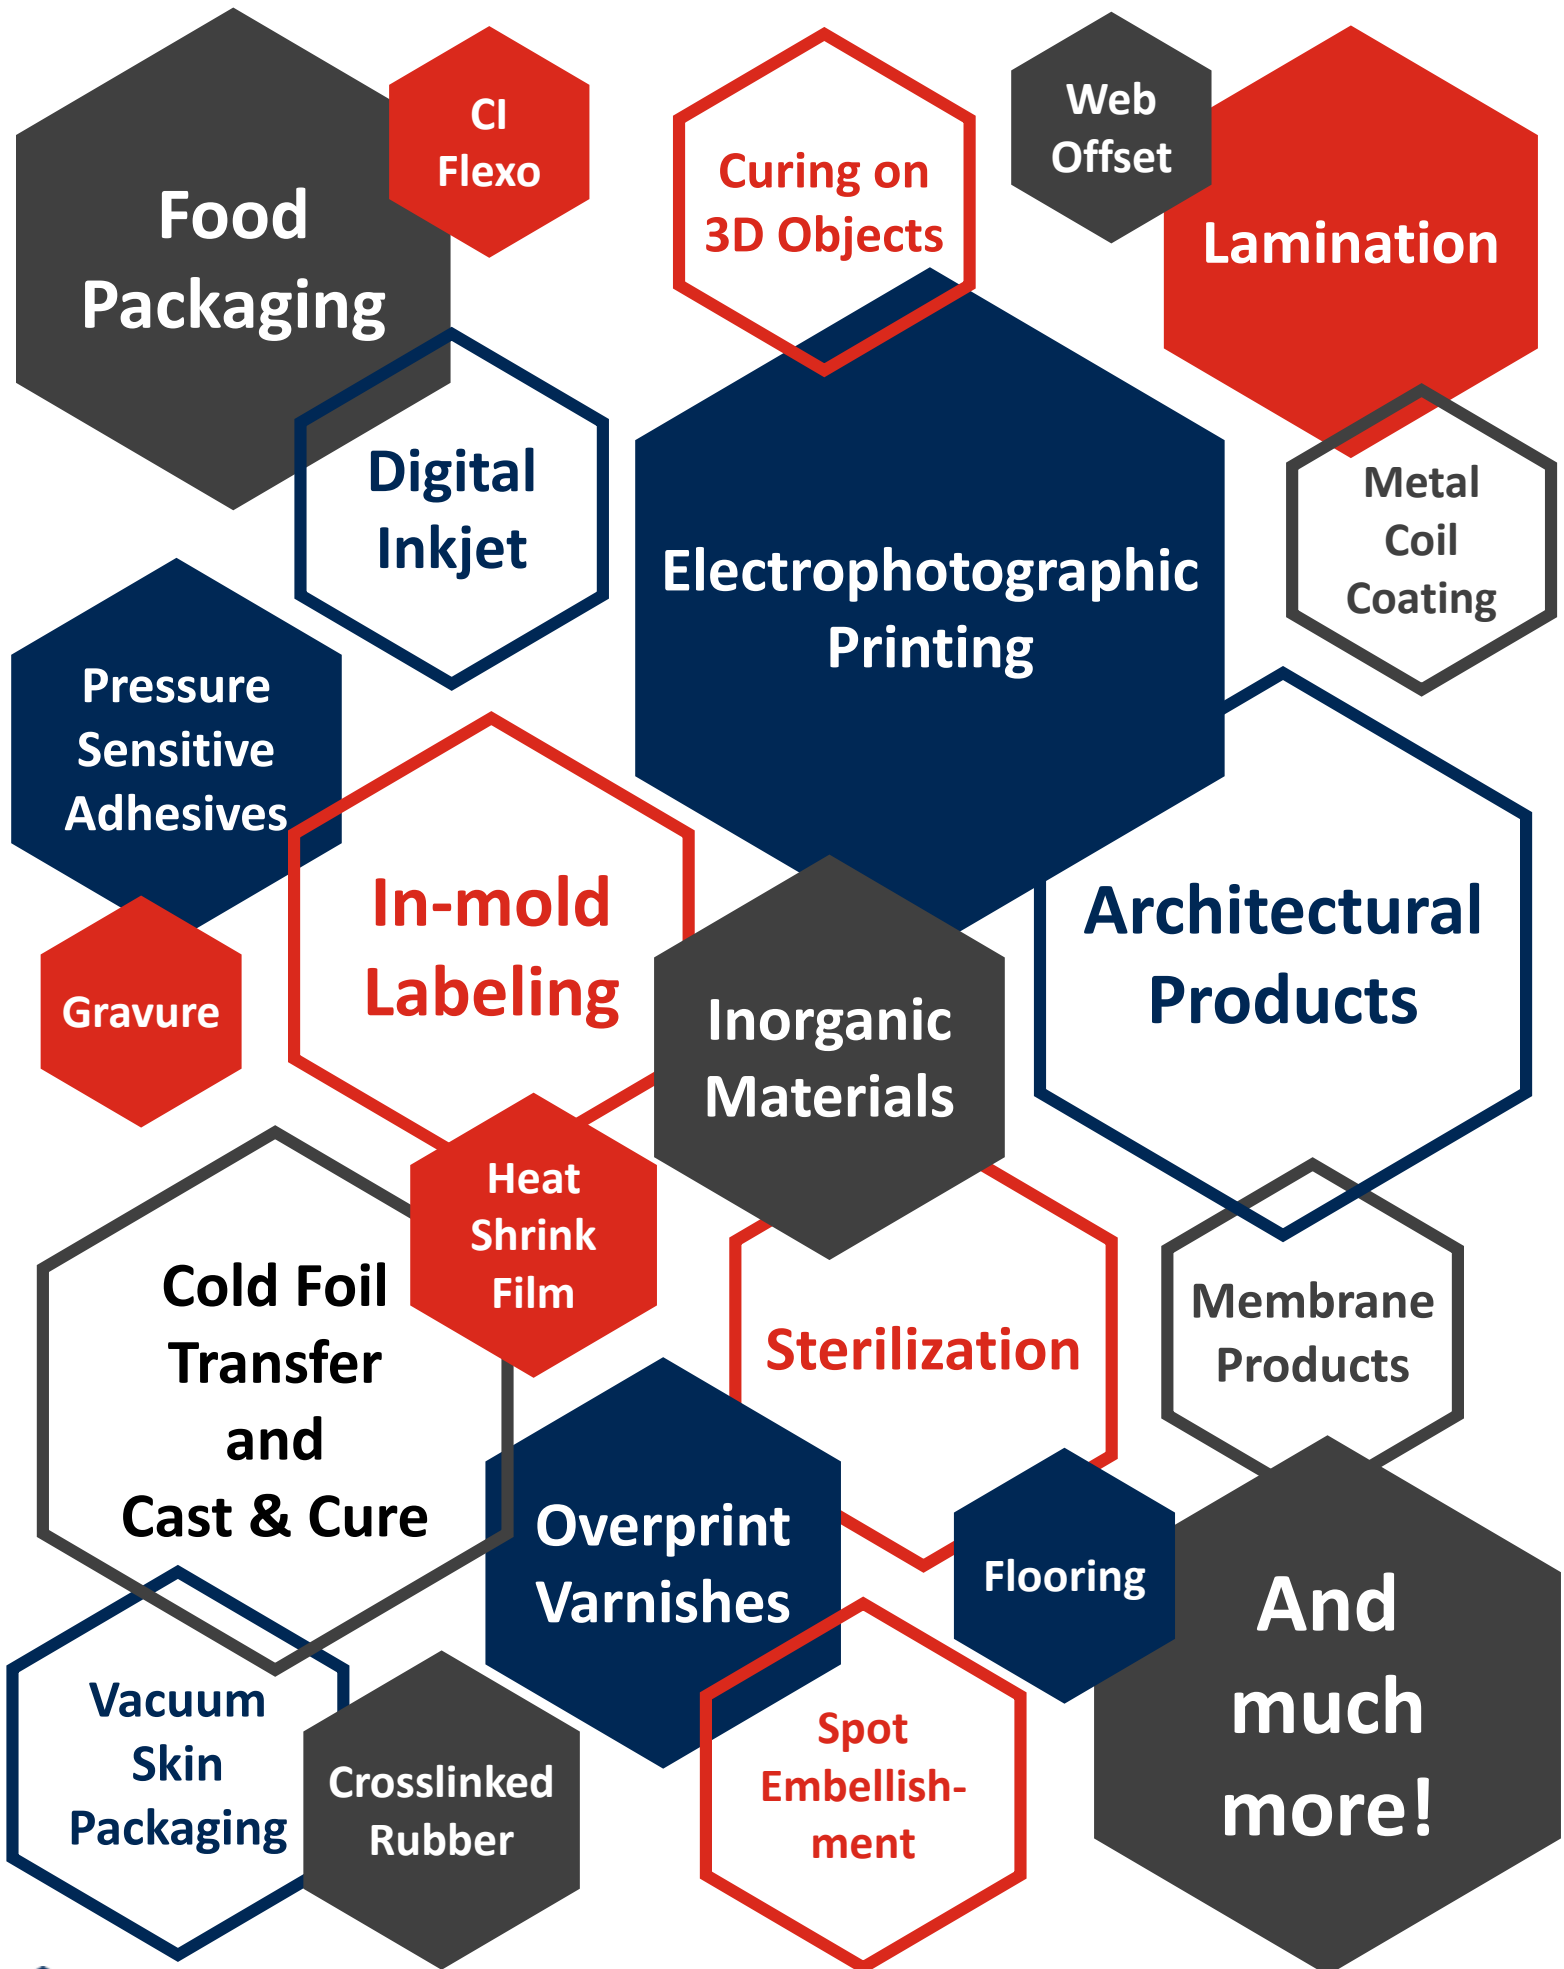 Food
Packaging
CI
Flexo
Curing on
3D Objects
Web
Offset
Lamination
Digital
Inkjet
Electrophotographic
Printing
Metal
Coil
Coating
Pressure
Sensitive
Adhesives
In-mold
Labeling
Architectural
Products
Gravure
Inorganic
Materials
Heat
Shrink
Film
Cold Foil
Transfer
and
Cast & Cure
Sterilization
Membrane
Products
Overprint
Varnishes
Flooring
And
much
more!
Vacuum
Skin
Packaging
Crosslinked
Rubber
Spot
Embellish-
ment